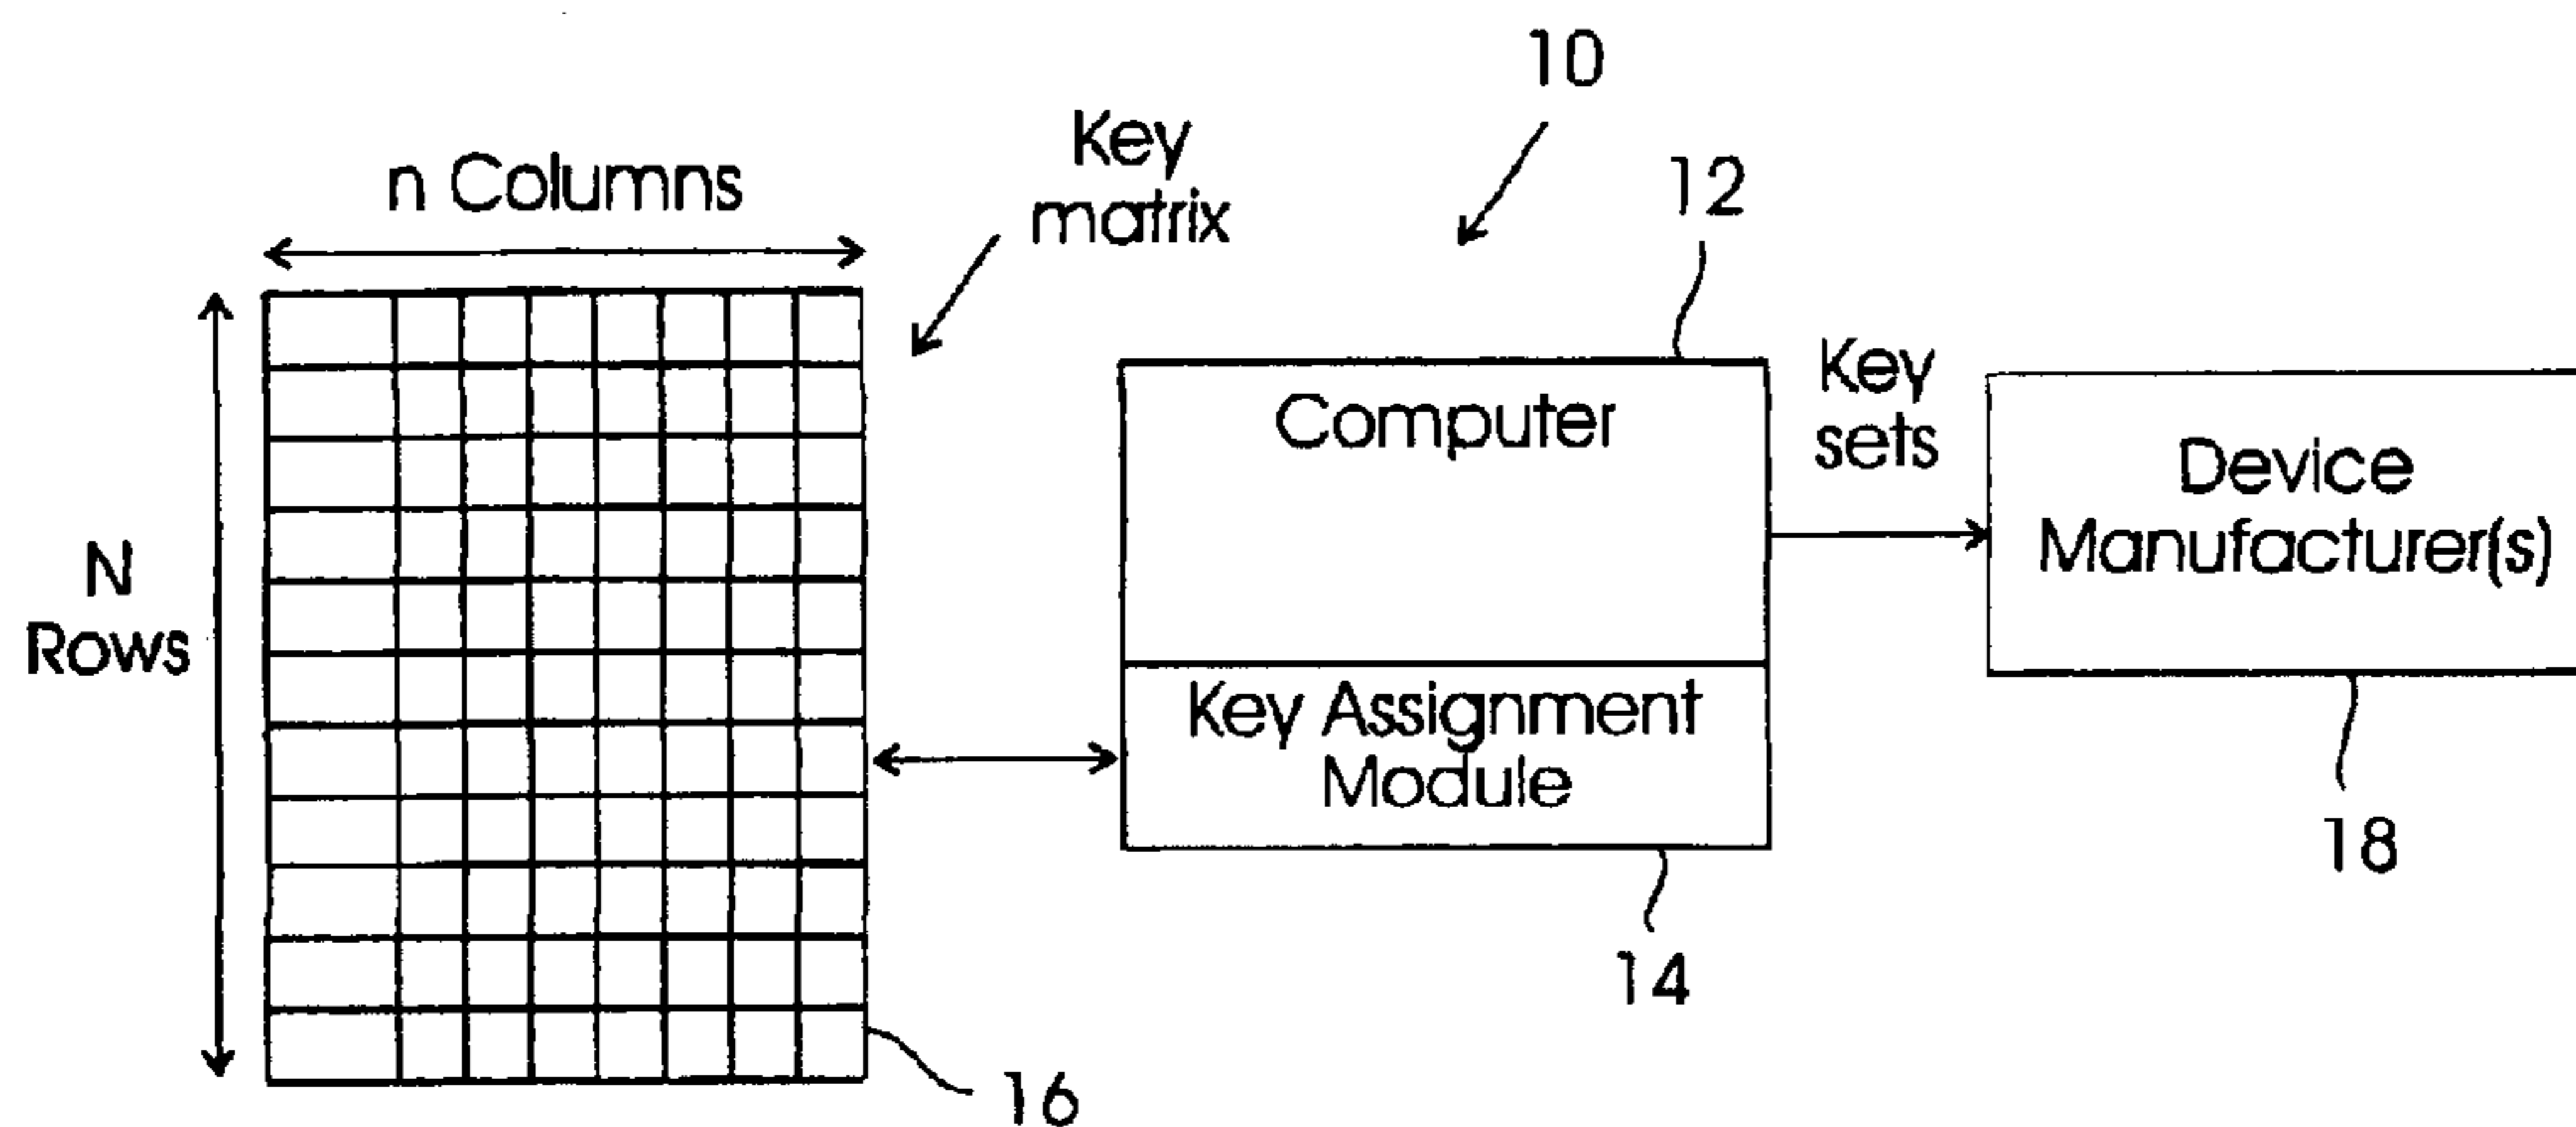 10
Key
matrix
n Columns
12
Key
sets
Computer
Device
Manufacturer(s)
N
Rows
Key Assignment
Module
18
14
16